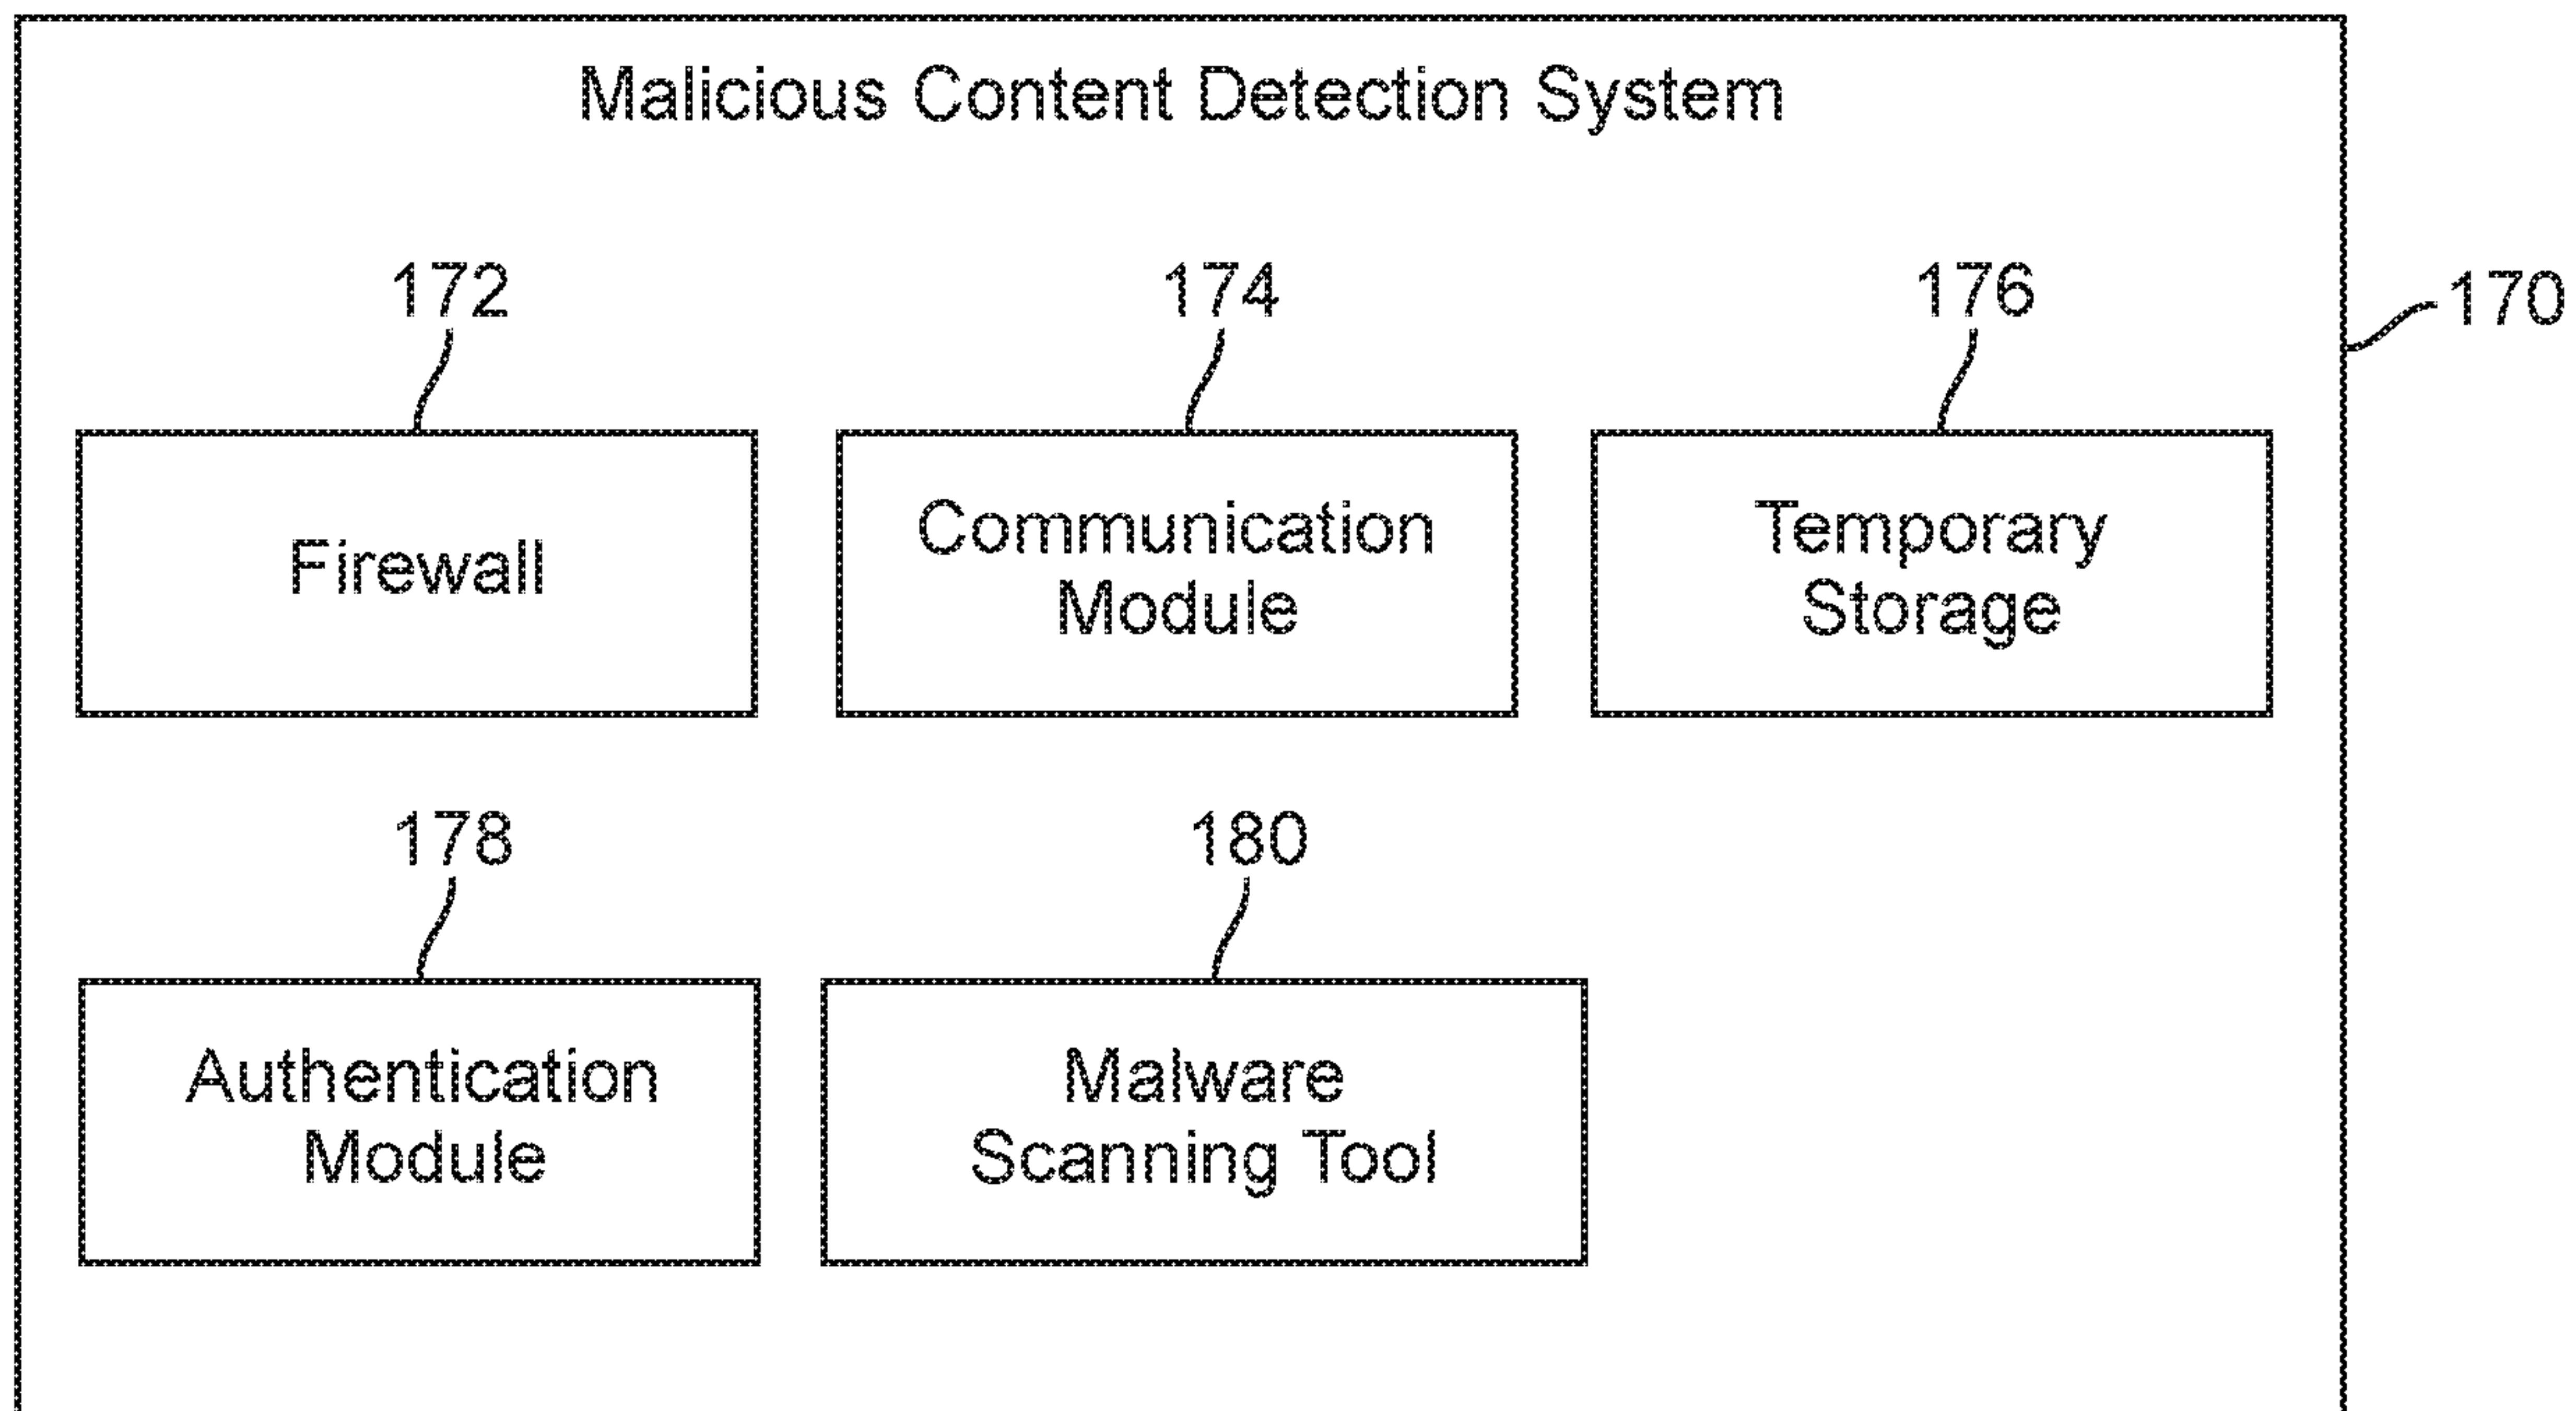 Malicious Content Detection System
172
174
176
170
Firewall
Communication
Module
Temporary
Storage
178
180
Authentication
Module
Malware
Scanning Tool